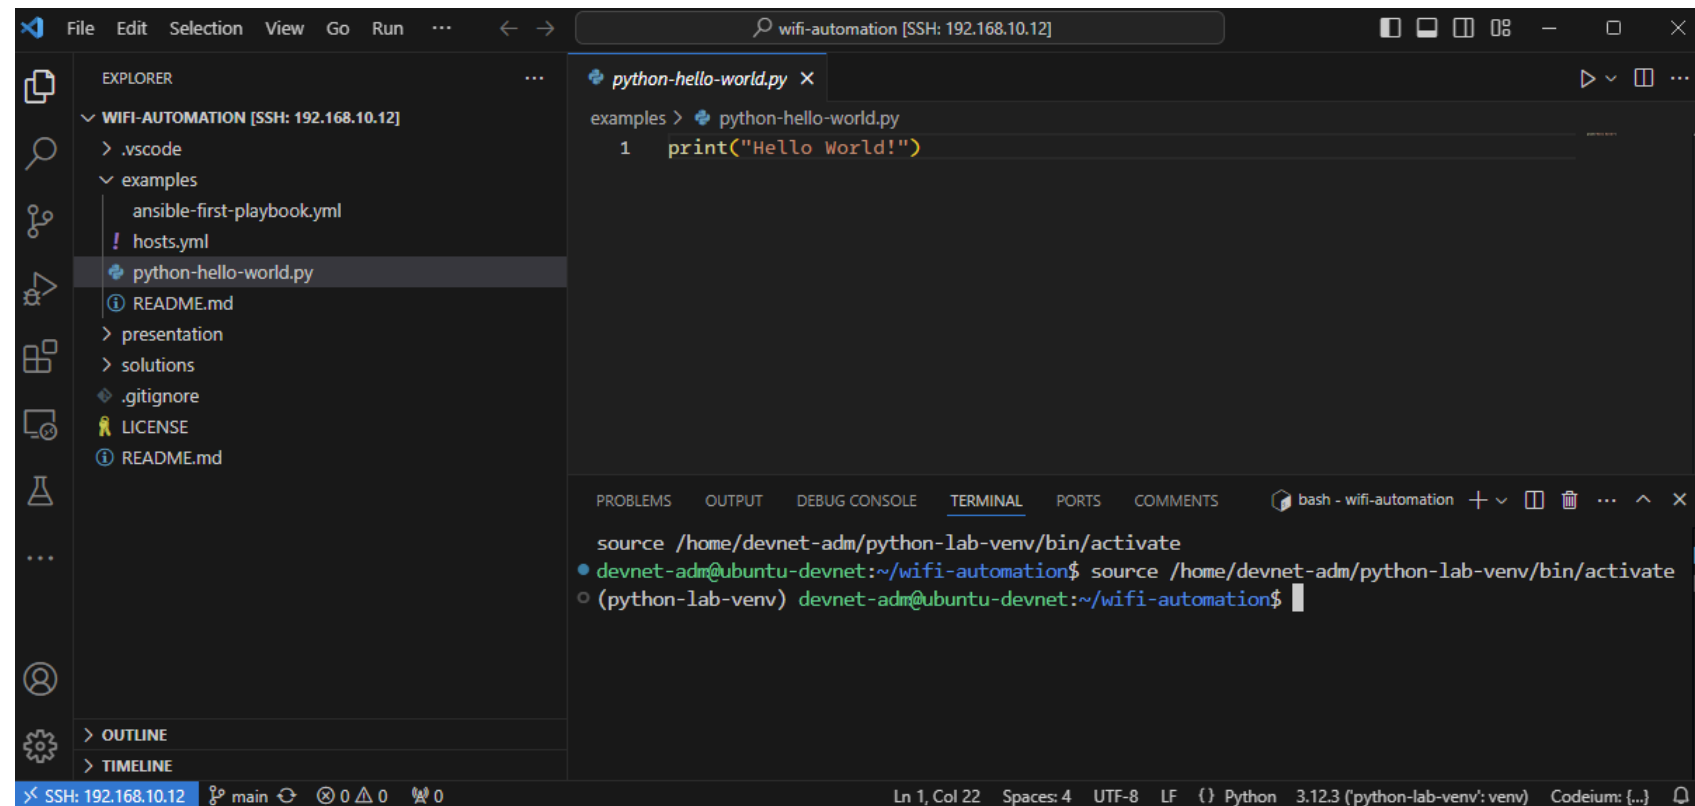 File Edit Selection View Go Run ... wifi-automation [SSH: 192.168.10.12]
EXPLORER
WIFI-AUTOMATION [SSH: 192.168.10.12]
.vscode
examples
ansible-first-playbook.yml
! hosts.yml
python-hello-world.py
README.md
presentation
solutions
.gitignore
LICENSE
README.md
OUTLINE
TIMELINE
python-hello-world.py
examples > python-hello-world.py
1 print("Hello World!")
PROBLEMS OUTPUT DEBUG CONSOLE TERMINAL PORTS COMMENTS bash - wifi-automation
source /home/devnet-adm/python-lab-venv/bin/activate
devnet-adm@ubuntu-devnet:~/wifi-automation$ source /home/devnet-adm/python-lab-venv/bin/activate
(python-lab-venv) devnet-adm@ubuntu-devnet:~/wifi-automation$
SSH: 192.168.10.12 main 0 0 0 Ln 1, Col 22 Spaces: 4 UTF-8 LF {} Python 3.12.3 ('python-lab-venv': venv) Codeium: {...}